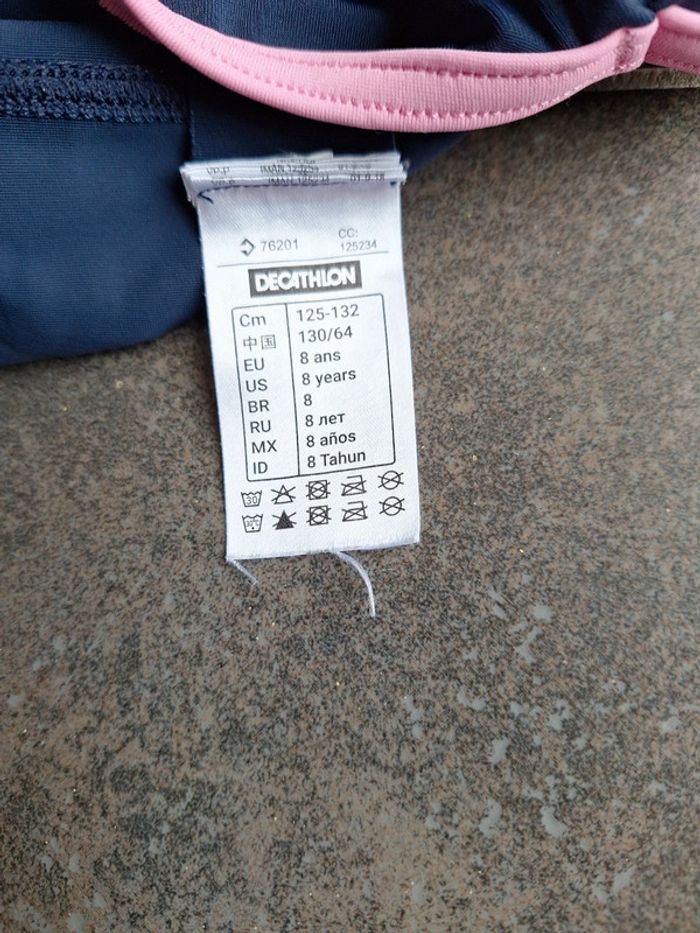 76201
CC:
125234
DECATHLON
Cm 125-132
中国 130/64
EU 8 ans
US 8 years
BR 8
RU 8 лет
MX 8 años
ID 8 Tahun
30